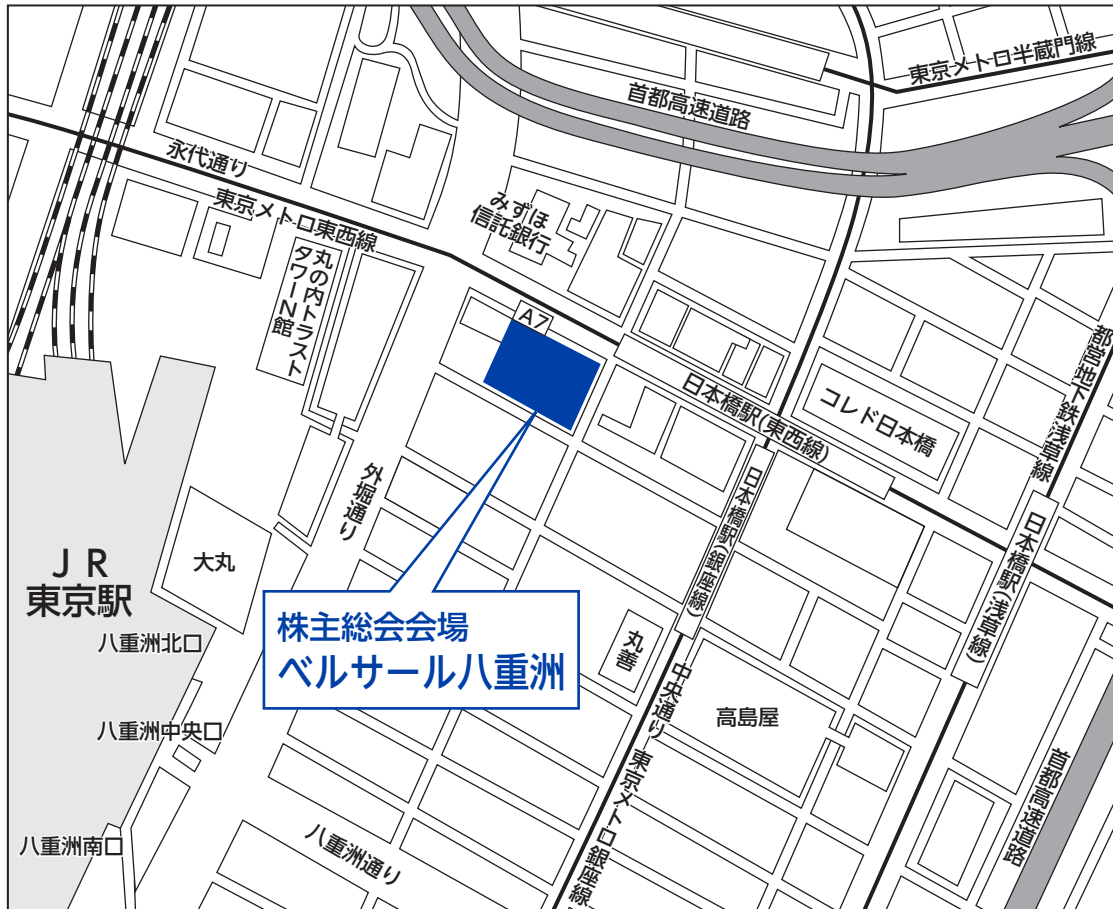 東京メトロ半蔵門線
首都高速道路
永代通り
東京メトロ東西線
みずほ
信託銀行
丸の内トラスト
タワーN館
A7
日本橋駅(東西線)
コレド日本橋
都営地下鉄浅草線
外堀通り
日本橋駅(銀座線)
日本橋駅(浅草線)
JR
東京駅
大丸
八重洲北口
株主総会会場
ベルサール八重洲
丸善
中央通り
高島屋
八重洲中央口
東京メトロ銀座線
首都高速道路
八重洲南口
八重洲通り